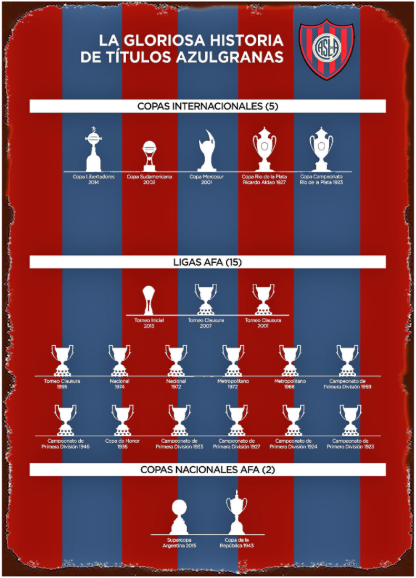 LA GLORIOSA HISTORIA
DE TÍTULOS AZULGRANAS
CASLA
COPAS INTERNACIONALES (5)
Copa Libertadores
2014
Copa Sudamericana
2002
Copa Mercosur
2001
Copa Rio de la Plata
Ricardo Aldao 1927
Copa Campeonato
Rio de la Plata 1923
LIGAS AFA (15)
Torneo Inicial
2013
Torneo Clausura
2007
Torneo Clausura
2001
Torneo Clausura
1995
Nacional
1974
Nacional
1972
Metropolitano
1972
Metropolitano
1968
Campeonato de
Primera División 1959
Campeonato de
Primera División 1946
Copa de Honor
1936
Campeonato de
Primera División 1933
Campeonato de
Primera División 1927
Campeonato de
Primera División 1924
Campeonato de
Primera División 1923
COPAS NACIONALES AFA (2)
Supercopa
Argentina 2015
Copa de la
República 1943